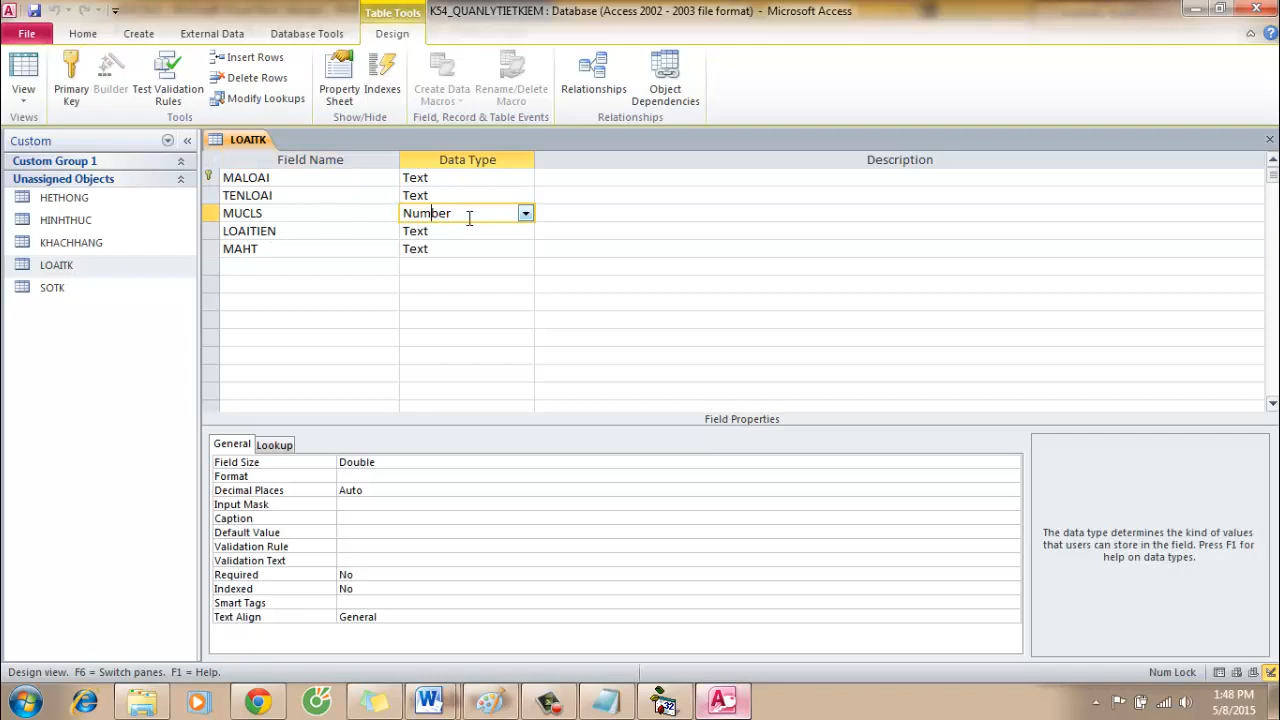 Table Tools
K54_QUANLYTIETKIEM : Database (Access 2002 - 2003 file format) - Microsoft Access
File Home Create External Data Database Tools Design
View
Primary Key
Builder
Test Validation Rules
Insert Rows
Delete Rows
Modify Lookups
Property Sheet
Indexes
Create Data Macros
Rename/Delete Macro
Relationships
Object Dependencies
Views Tools Show/Hide Field, Record & Table Events Relationships
Custom
Custom Group 1
Unassigned Objects
HETHONG
HINHTHUC
KHACHHANG
LOAITK
SOTK
LOAITK
Field Name Data Type Description
MALOAI Text
TENLOAI Text
MUCLS Number
LOAITIEN Text
MAHT Text
Field Properties
General Lookup
Field Size Double
Format
Decimal Places Auto
Input Mask
Caption
Default Value
Validation Rule
Validation Text
Required No
Indexed No
Smart Tags
Text Align General
The data type determines the kind of values
that users can store in the field. Press F1 for
help on data types.
Design view. F6 = Switch panes. F1 = Help. Num Lock
1:48 PM
5/8/2015